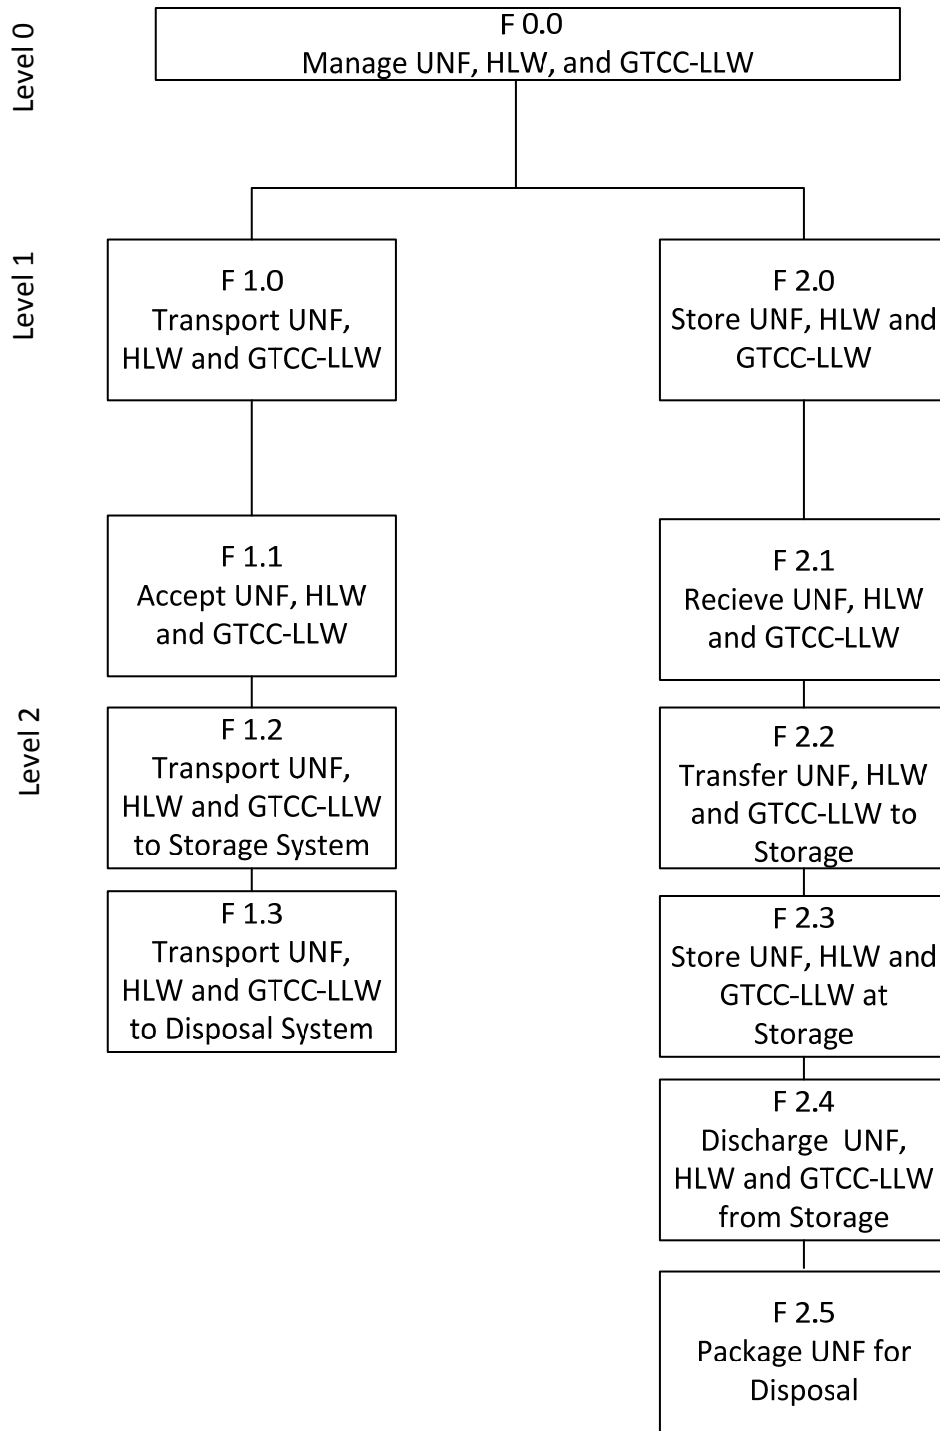 Level 0
F 0.0
Manage UNF, HLW, and GTCC-LLW
Level 1
F 1.0
Transport UNF,
HLW and GTCC-LLW
F 2.0
Store UNF, HLW and
GTCC-LLW
Level 2
F 1.1
Accept UNF, HLW
and GTCC-LLW
F 1.2
Transport UNF,
HLW and GTCC-LLW
to Storage System
F 1.3
Transport UNF,
HLW and GTCC-LLW
to Disposal System
F 2.1
Recieve UNF, HLW
and GTCC-LLW
F 2.2
Transfer UNF, HLW
and GTCC-LLW to
Storage
F 2.3
Store UNF, HLW and
GTCC-LLW at
Storage
F 2.4
Discharge  UNF,
HLW and GTCC-LLW
from Storage
F 2.5
Package UNF for
Disposal